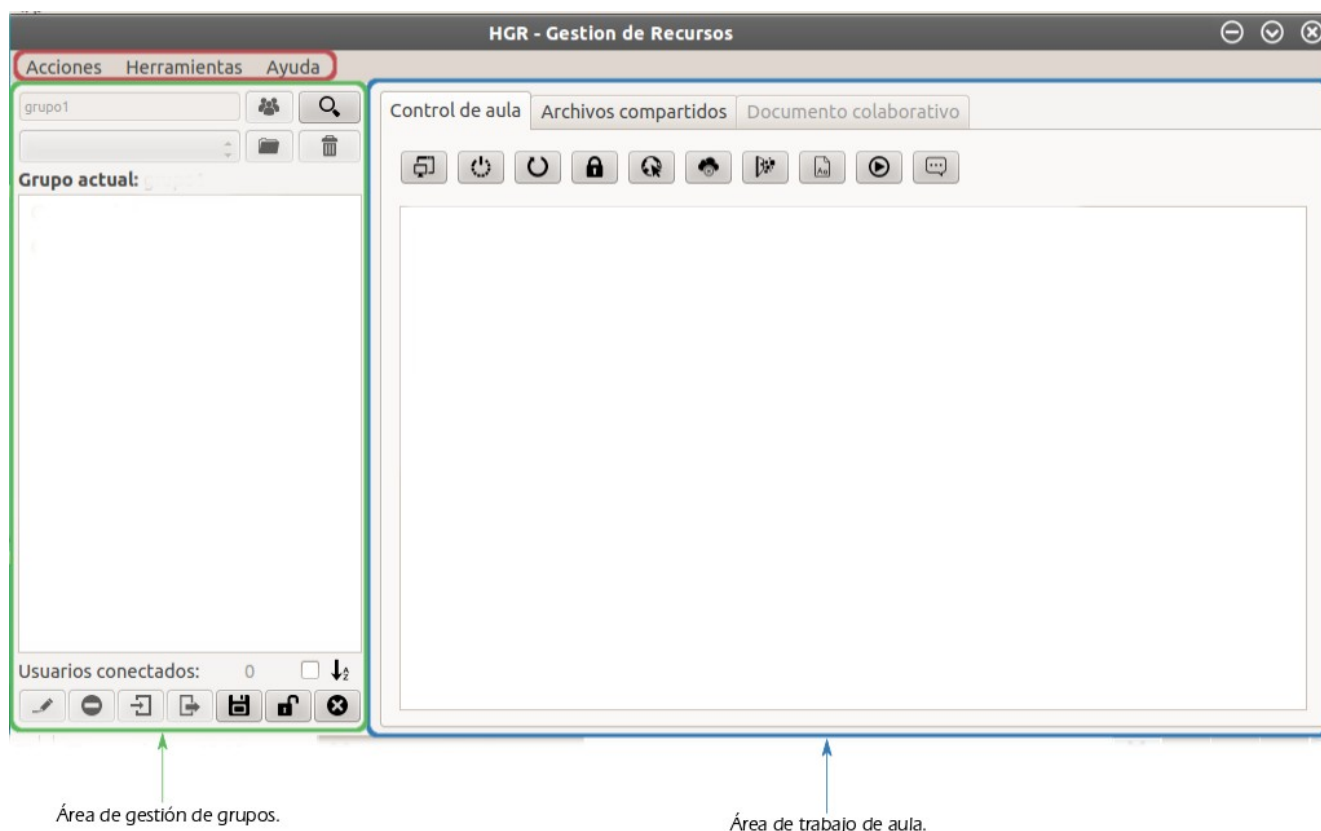 HGR - Gestion de Recursos
Acciones Herramientas Ayuda
grupo1
Grupo actual:
Usuarios conectados: 0
Control de aula Archivos compartidos Documento colaborativo
Área de gestión de grupos.
Área de trabajo de aula.